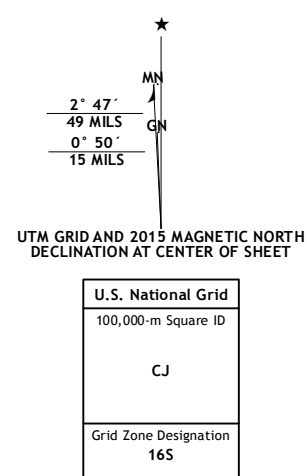 ★
MN
2° 47´
49 MILS
GN
0° 50´
15 MILS
UTM GRID AND 2015 MAGNETIC NORTH
DECLINATION AT CENTER OF SHEET
U.S. National Grid
100,000-m Square ID
CJ
Grid Zone Designation
16S